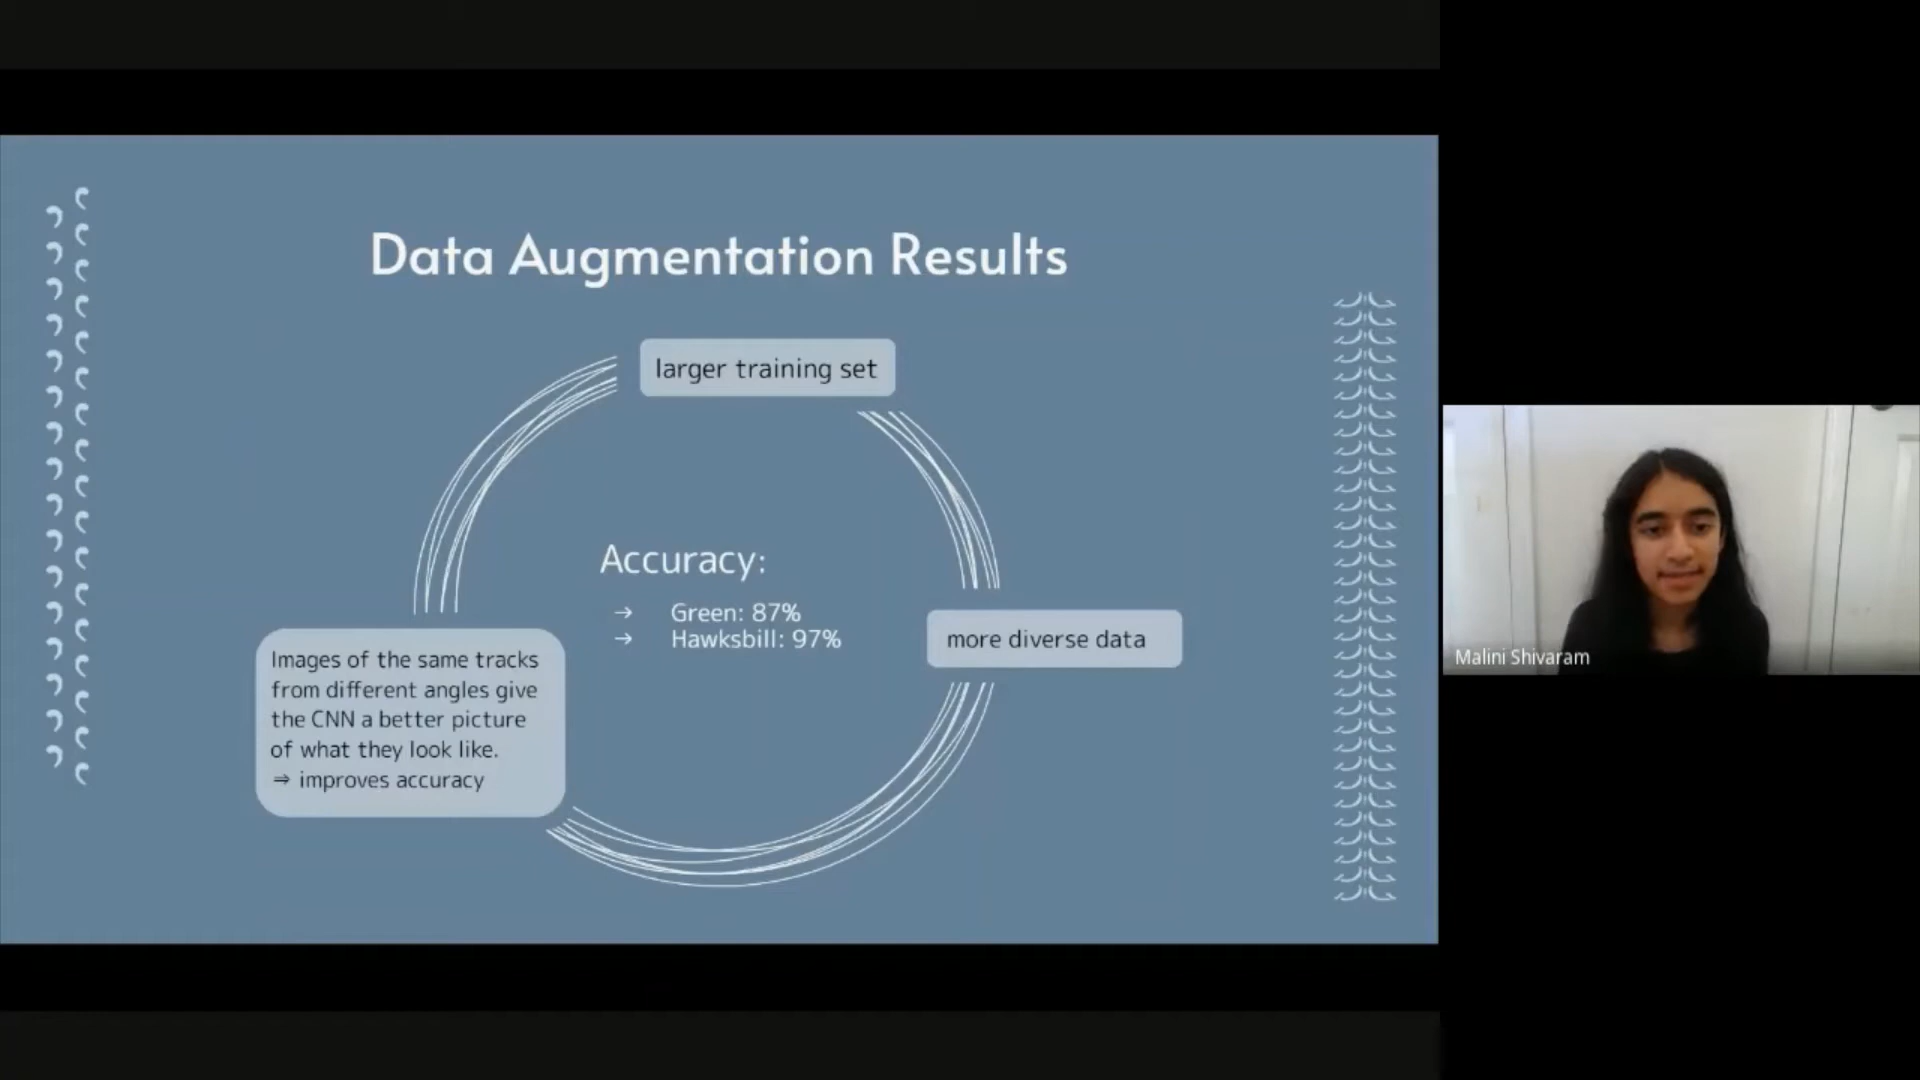 Data Augmentation Results
larger training set
Accuracy:
→ Green: 87%
→ Hawksbill: 97%
more diverse data
Images of the same tracks
from different angles give
the CNN a better picture
of what they look like.
⇒ improves accuracy
Malini Shivaram